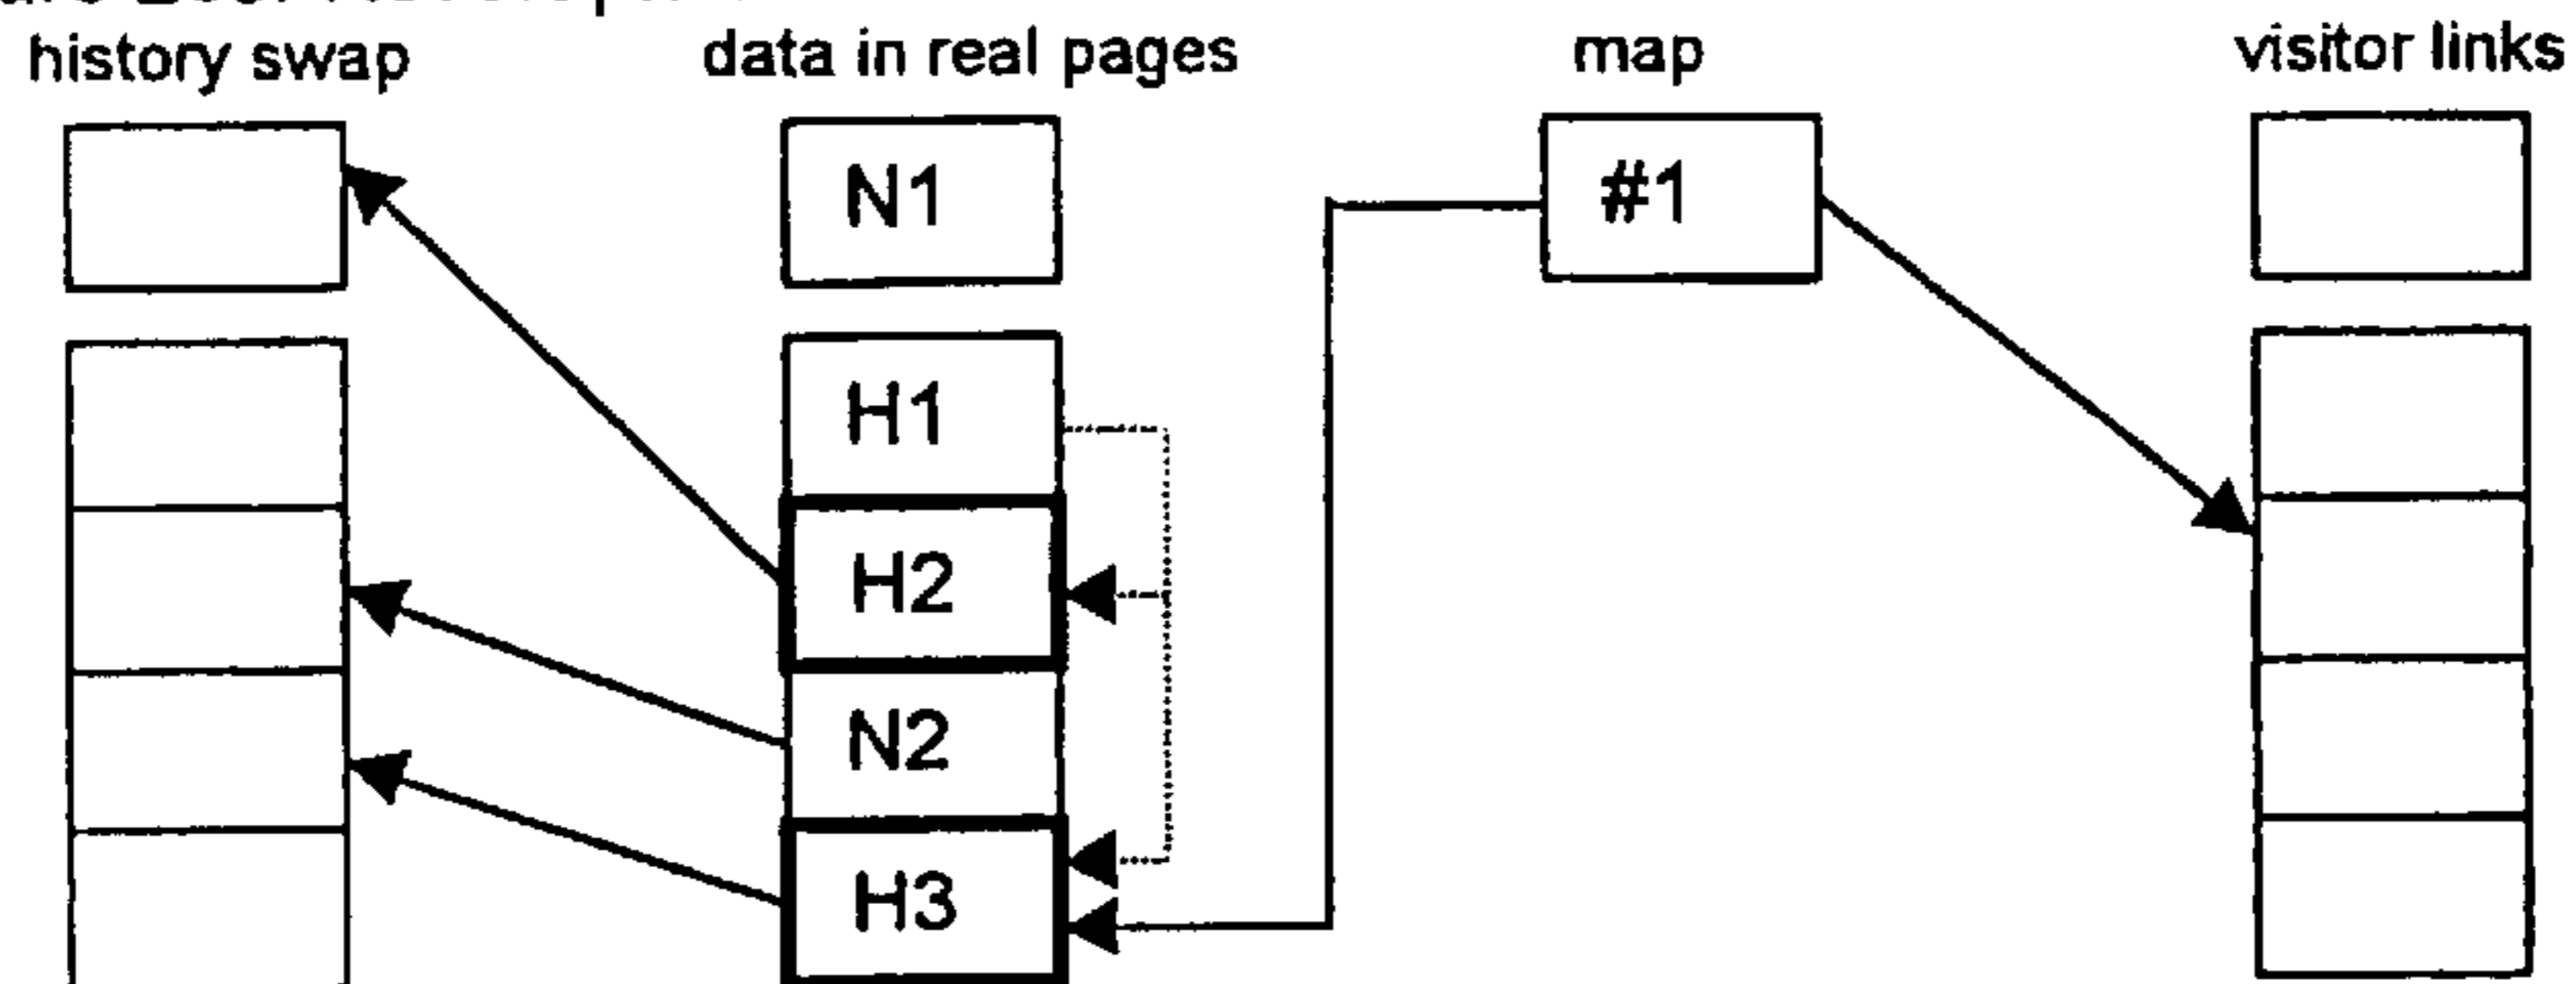 history swap
data in real pages
map
visitor links
N1
#1
H1
H2
N2
H3